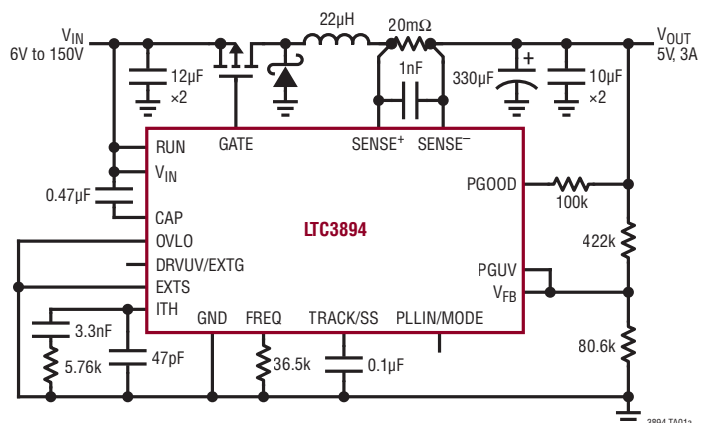 VIN
6V to 150V
22µH
20mΩ
VOUT
5V, 3A
12µF
×2
1nF
330µF
+
10µF
×2
RUN
GATE
SENSE+
SENSE–
VIN
0.47µF
PGOOD
100k
CAP
LTC3894
OVLO
422k
DRVUV/EXTG
PGUV
EXTS
VFB
ITH
GND
FREQ
TRACK/SS
PLLIN/MODE
3.3nF
5.76k
47pF
36.5k
0.1µF
80.6k
3894 TA01a